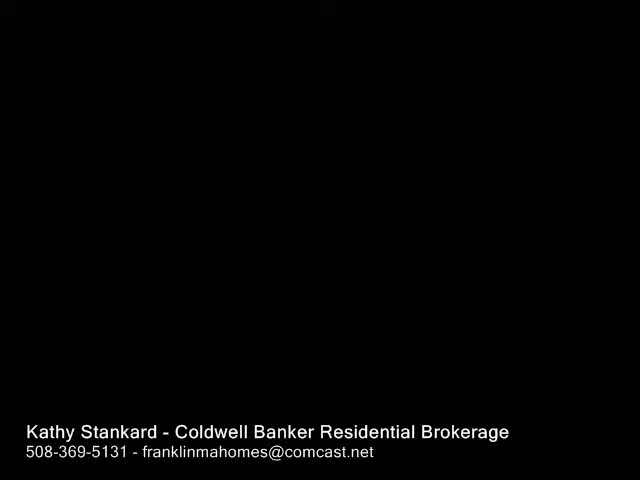 Kathy Stankard - Coldwell Banker Residential Brokerage
508-369-5131 - franklinmahomes@comcast.net